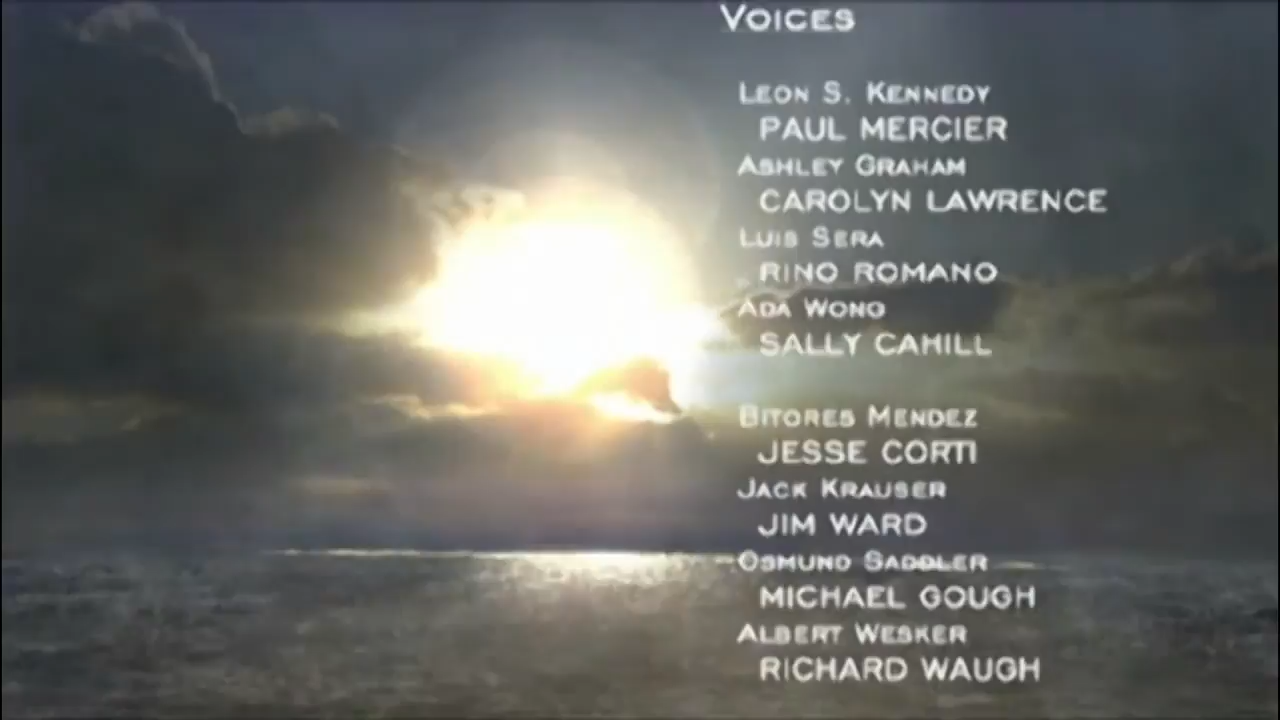 VOICES
LEON S. KENNEDY
PAUL MERCIER
ASHLEY GRAHAM
CAROLYN LAWRENCE
LUIS SERA
RINO ROMANO
ADA WONG
SALLY CAHILL
BITORES MENDEZ
JESSE CORTI
JACK KRAUSER
JIM WARD
OSMUND SADDLER
MICHAEL GOUGH
ALBERT WESKER
RICHARD WAUGH